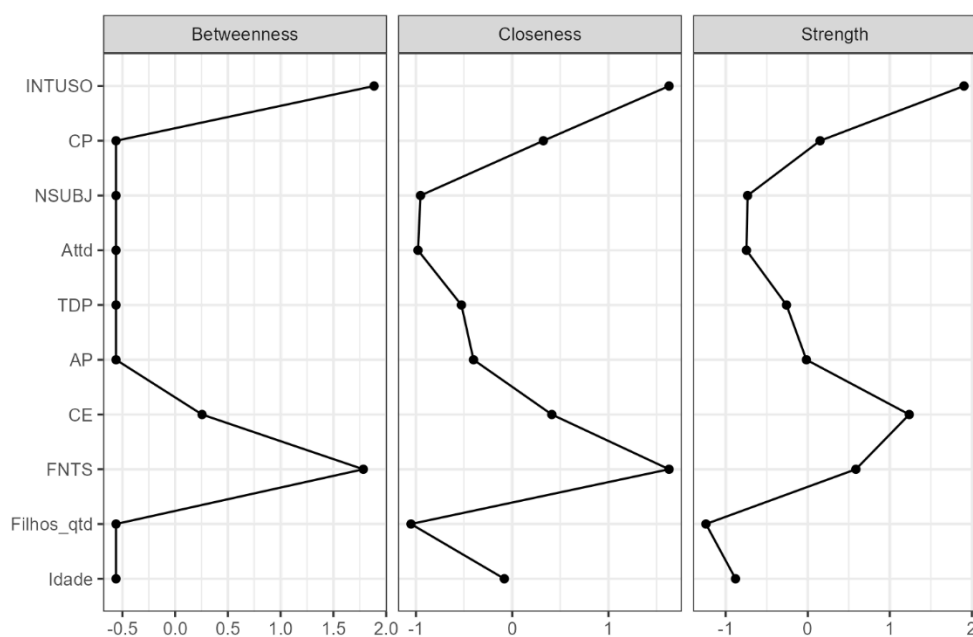 Betweenness Closeness Strength
INTUSO
CP
NSUBJ
Attd
TDP
AP
CE
FNTS
Filhos_qtd
Idade
-0.5 0.0 0.5 1.0 1.5 2.0 -1 0 1 -1 0 1 2